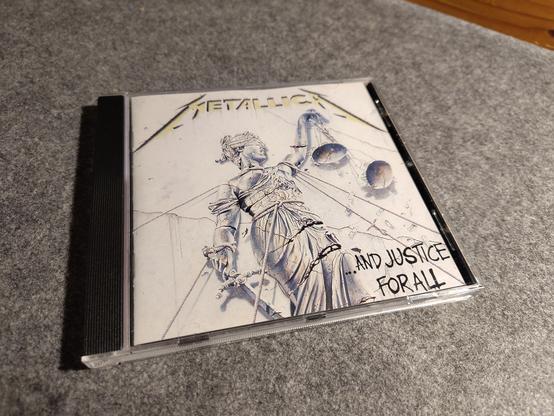 METALLICA
...AND JUSTICE
FOR ALL